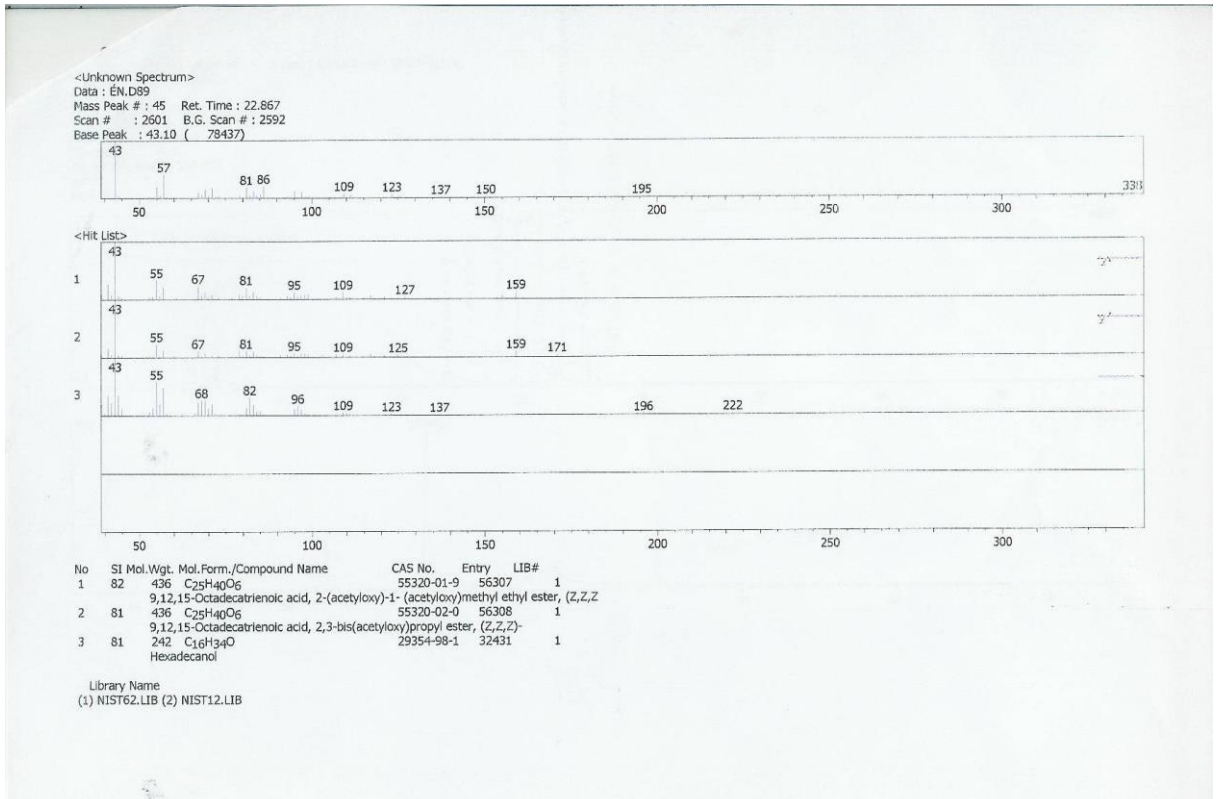 <Unknown Spectrum>
Data : ÉN.D89
Mass Peak # : 45 Ret. Time : 22.867
Scan # : 2601 B.G. Scan # : 2592
Base Peak : 43.10 ( 78437)
43
57
81 86 109 123 137 150 195 338
50 100 150 200 250 300
<Hit List>
43
1 55 67 81 95 109 127 159
43
2 55 67 81 95 109 125 159 171
43
3 55 68 82 96 109 123 137 196 222
50 100 150 200 250 300
No SI Mol.Wgt. Mol.Form./Compound Name CAS No. Entry LIB#
1 82 436 C25H40O6 55320-01-9 56307 1
9,12,15-Octadecatrienoic acid, 2-(acetyloxy)-1- (acetyloxy)methyl ethyl ester, (Z,Z,Z
2 81 436 C25H40O6 55320-02-0 56308 1
9,12,15-Octadecatrienoic acid, 2,3-bis(acetyloxy)propyl ester, (Z,Z,Z)-
3 81 242 C16H34O 29354-98-1 32431 1
Hexadecanol
Library Name
(1) NIST62.LIB (2) NIST12.LIB